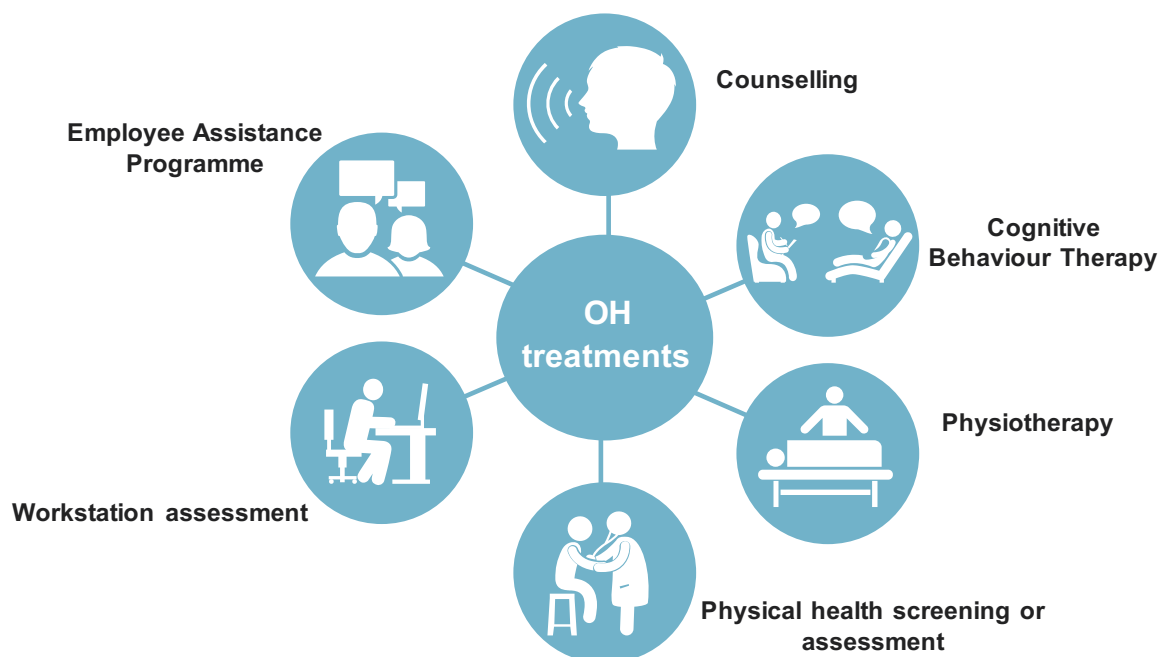 Counselling
Employee Assistance
Programme
Cognitive
Behaviour Therapy
OH
treatments
Physiotherapy
Workstation assessment
Physical health screening or
assessment